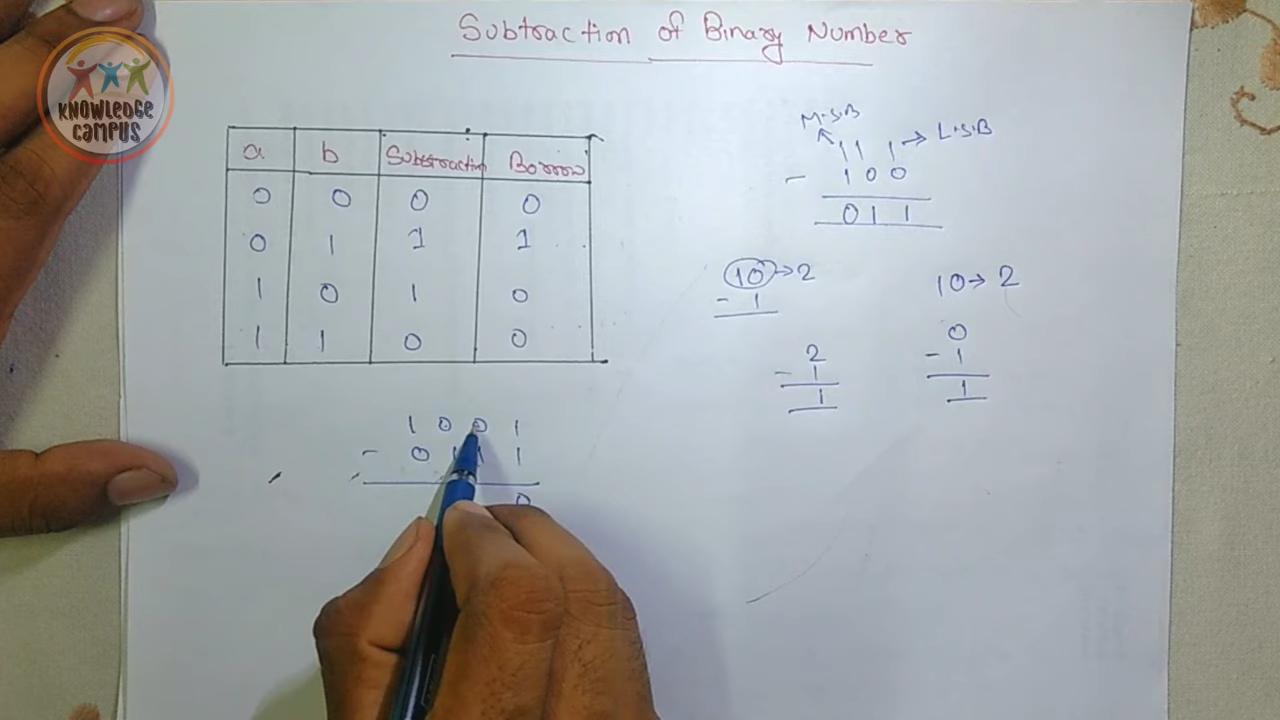 Subtraction of Binary Number
KNOWLEDGE
CAMPUS
a b Subtraction Borrow
0 0 0 0
0 1 1 1
1 0 1 0
1 1 0 0
M.S.B
L.S.B
1 1 1
- 1 0 0
0 1 1
10 → 2
- 1
2
- 1
1
10 → 2
0
- 1
1
1 0 0 1
- 0 1 1 1
0